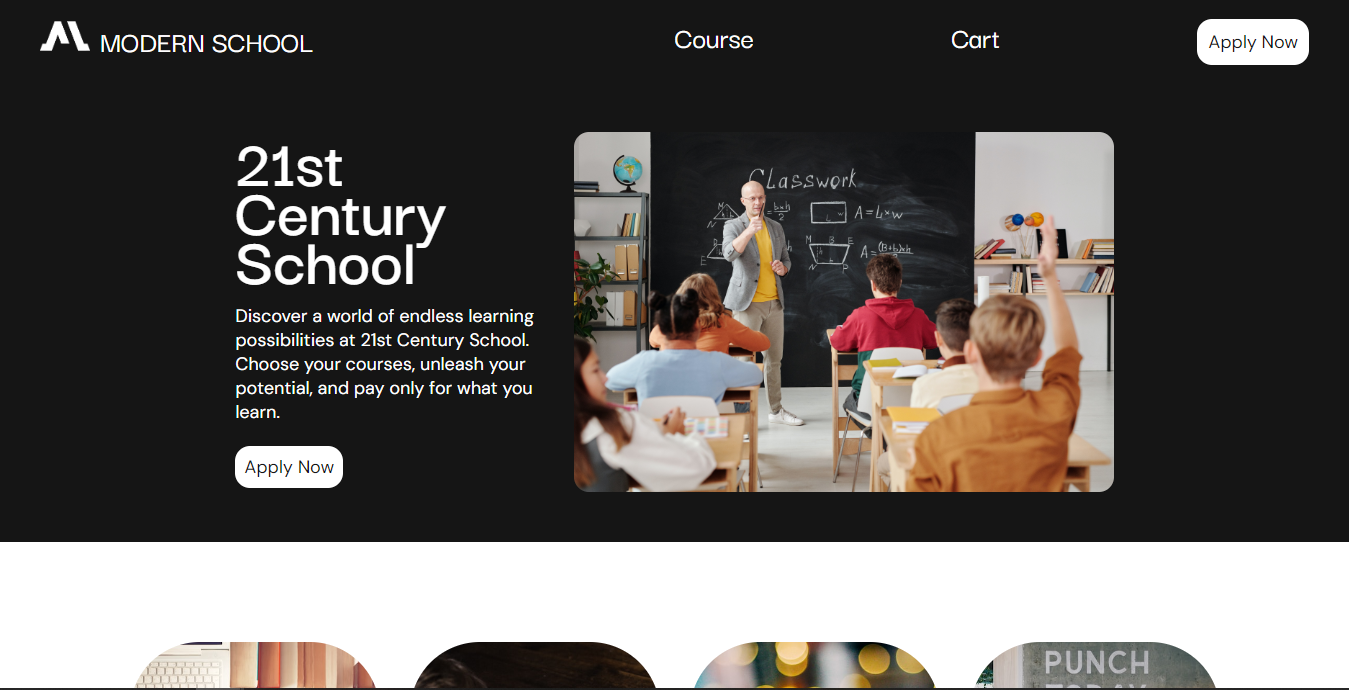 MODERN SCHOOL
Course
Cart
Apply Now
21st
Century
School
Discover a world of endless learning
possibilities at 21st Century School.
Choose your courses, unleash your
potential, and pay only for what you
learn.
Apply Now
Classwork
A=L×w
PUNCH
TODAY